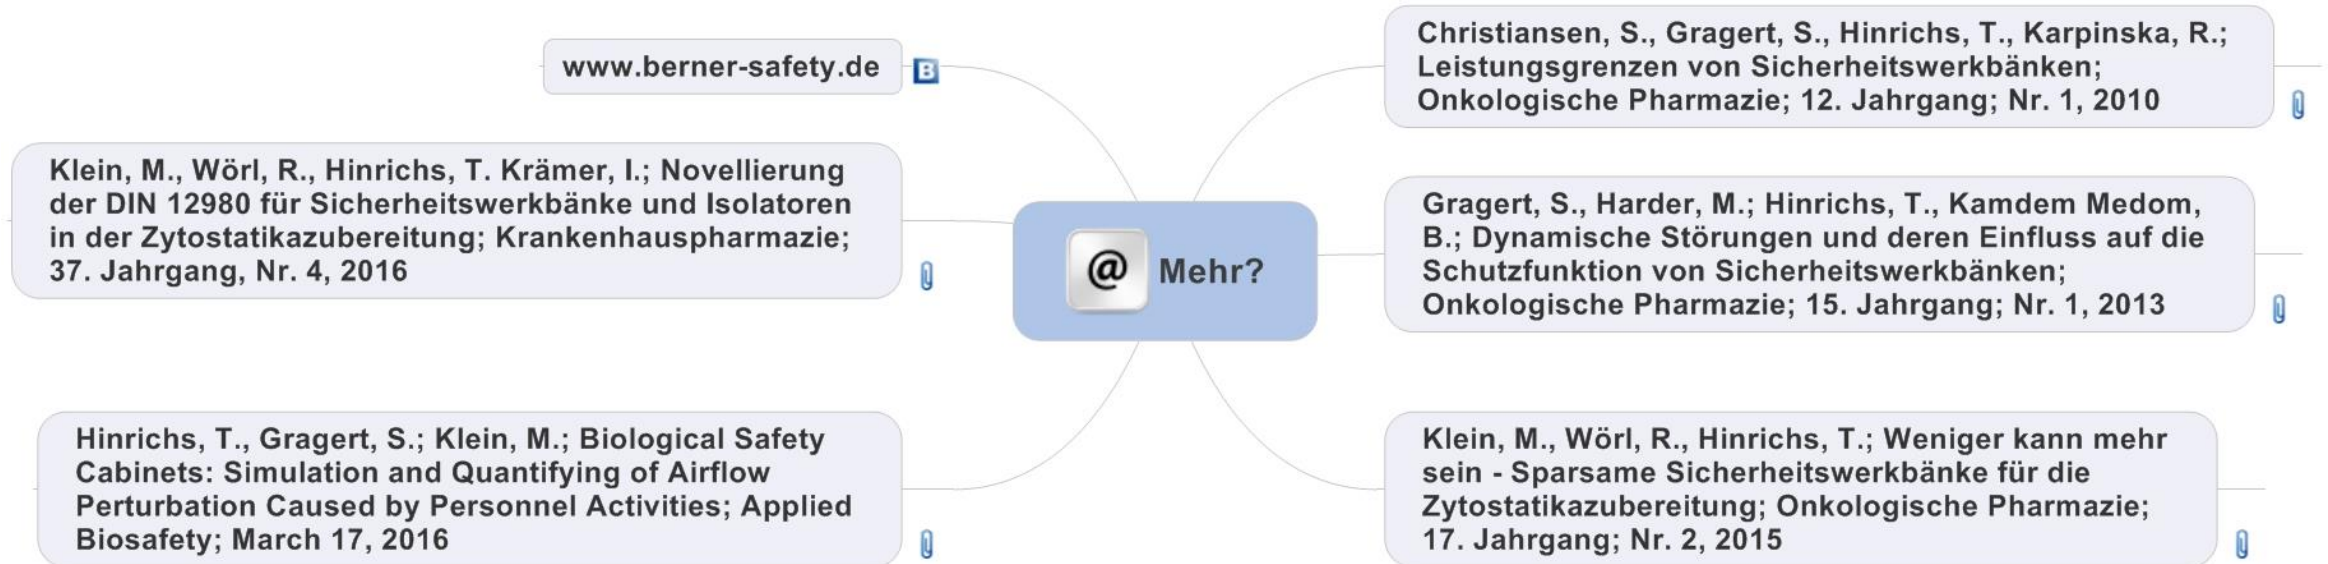 www.berner-safety.de
B
Klein, M., Wörl, R., Hinrichs, T. Krämer, I.; Novellierung
der DIN 12980 für Sicherheitswerkbänke und Isolatoren
in der Zytostatikazubereitung; Krankenhauspharmazie;
37. Jahrgang, Nr. 4, 2016
Hinrichs, T., Gragert, S.; Klein, M.; Biological Safety
Cabinets: Simulation and Quantifying of Airflow
Perturbation Caused by Personnel Activities; Applied
Biosafety; March 17, 2016
@ Mehr?
Christiansen, S., Gragert, S., Hinrichs, T., Karpinska, R.;
Leistungsgrenzen von Sicherheitswerkbänken;
Onkologische Pharmazie; 12. Jahrgang; Nr. 1, 2010
Gragert, S., Harder, M.; Hinrichs, T., Kamdem Medom,
B.; Dynamische Störungen und deren Einfluss auf die
Schutzfunktion von Sicherheitswerkbänken;
Onkologische Pharmazie; 15. Jahrgang; Nr. 1, 2013
Klein, M., Wörl, R., Hinrichs, T.; Weniger kann mehr
sein - Sparsame Sicherheitswerkbänke für die
Zytostatikazubereitung; Onkologische Pharmazie;
17. Jahrgang; Nr. 2, 2015